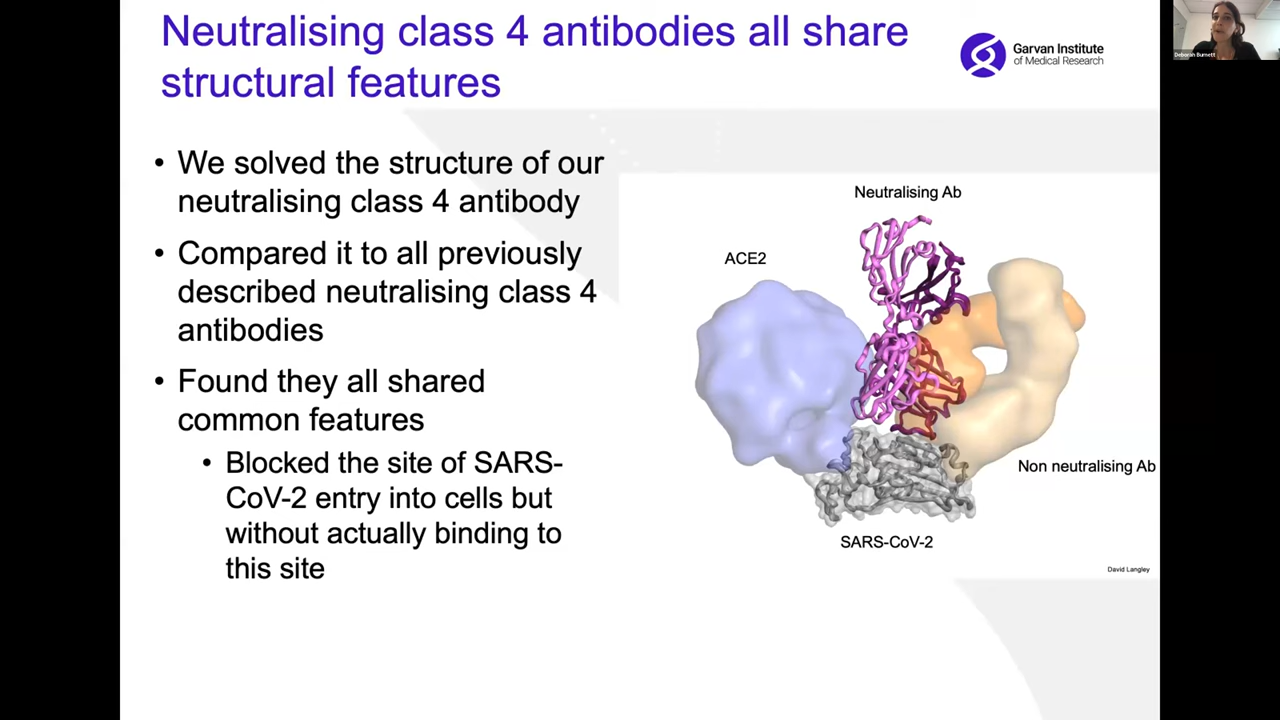 Neutralising class 4 antibodies all share
structural features
Garvan Institute
of Medical Research
Deborah Burnett
• We solved the structure of our
neutralising class 4 antibody
• Compared it to all previously
described neutralising class 4
antibodies
• Found they all shared
common features
• Blocked the site of SARS-
CoV-2 entry into cells but
without actually binding to
this site
Neutralising Ab
ACE2
Non neutralising Ab
SARS-CoV-2
David Langley